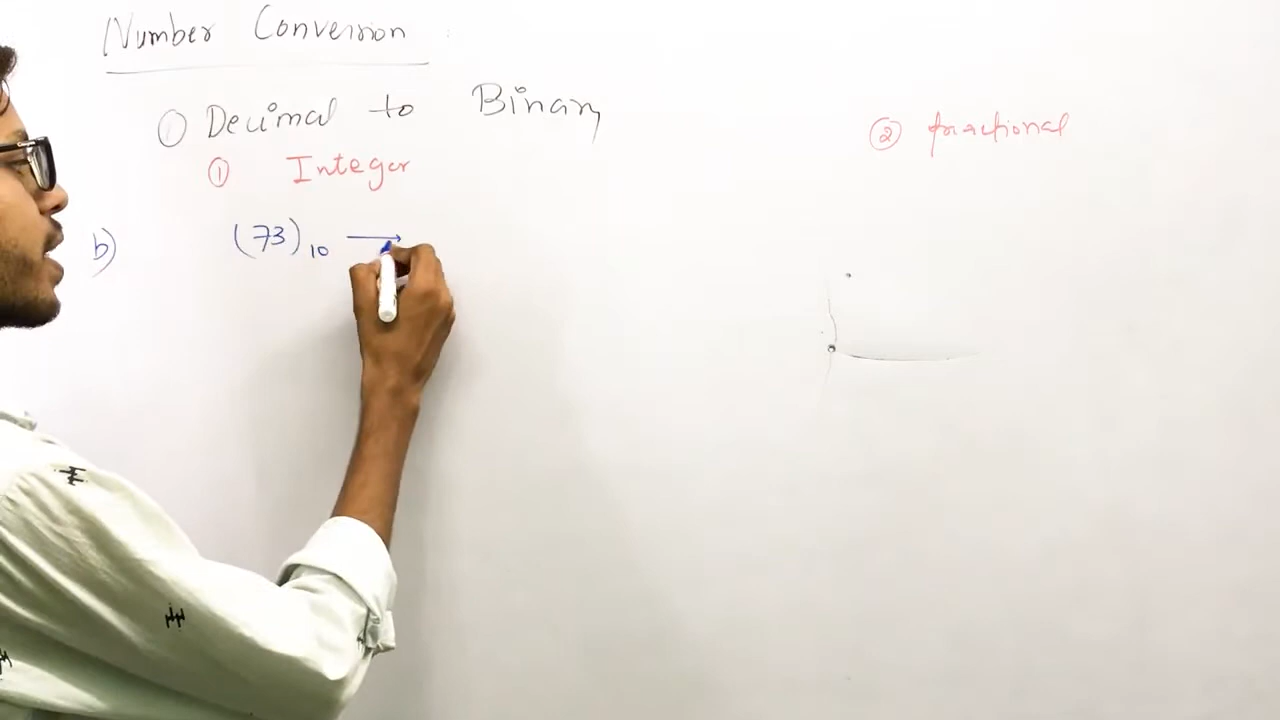 Number Conversion
① Decimal to Binary
① Integer
② fractional
b) (73)10 →